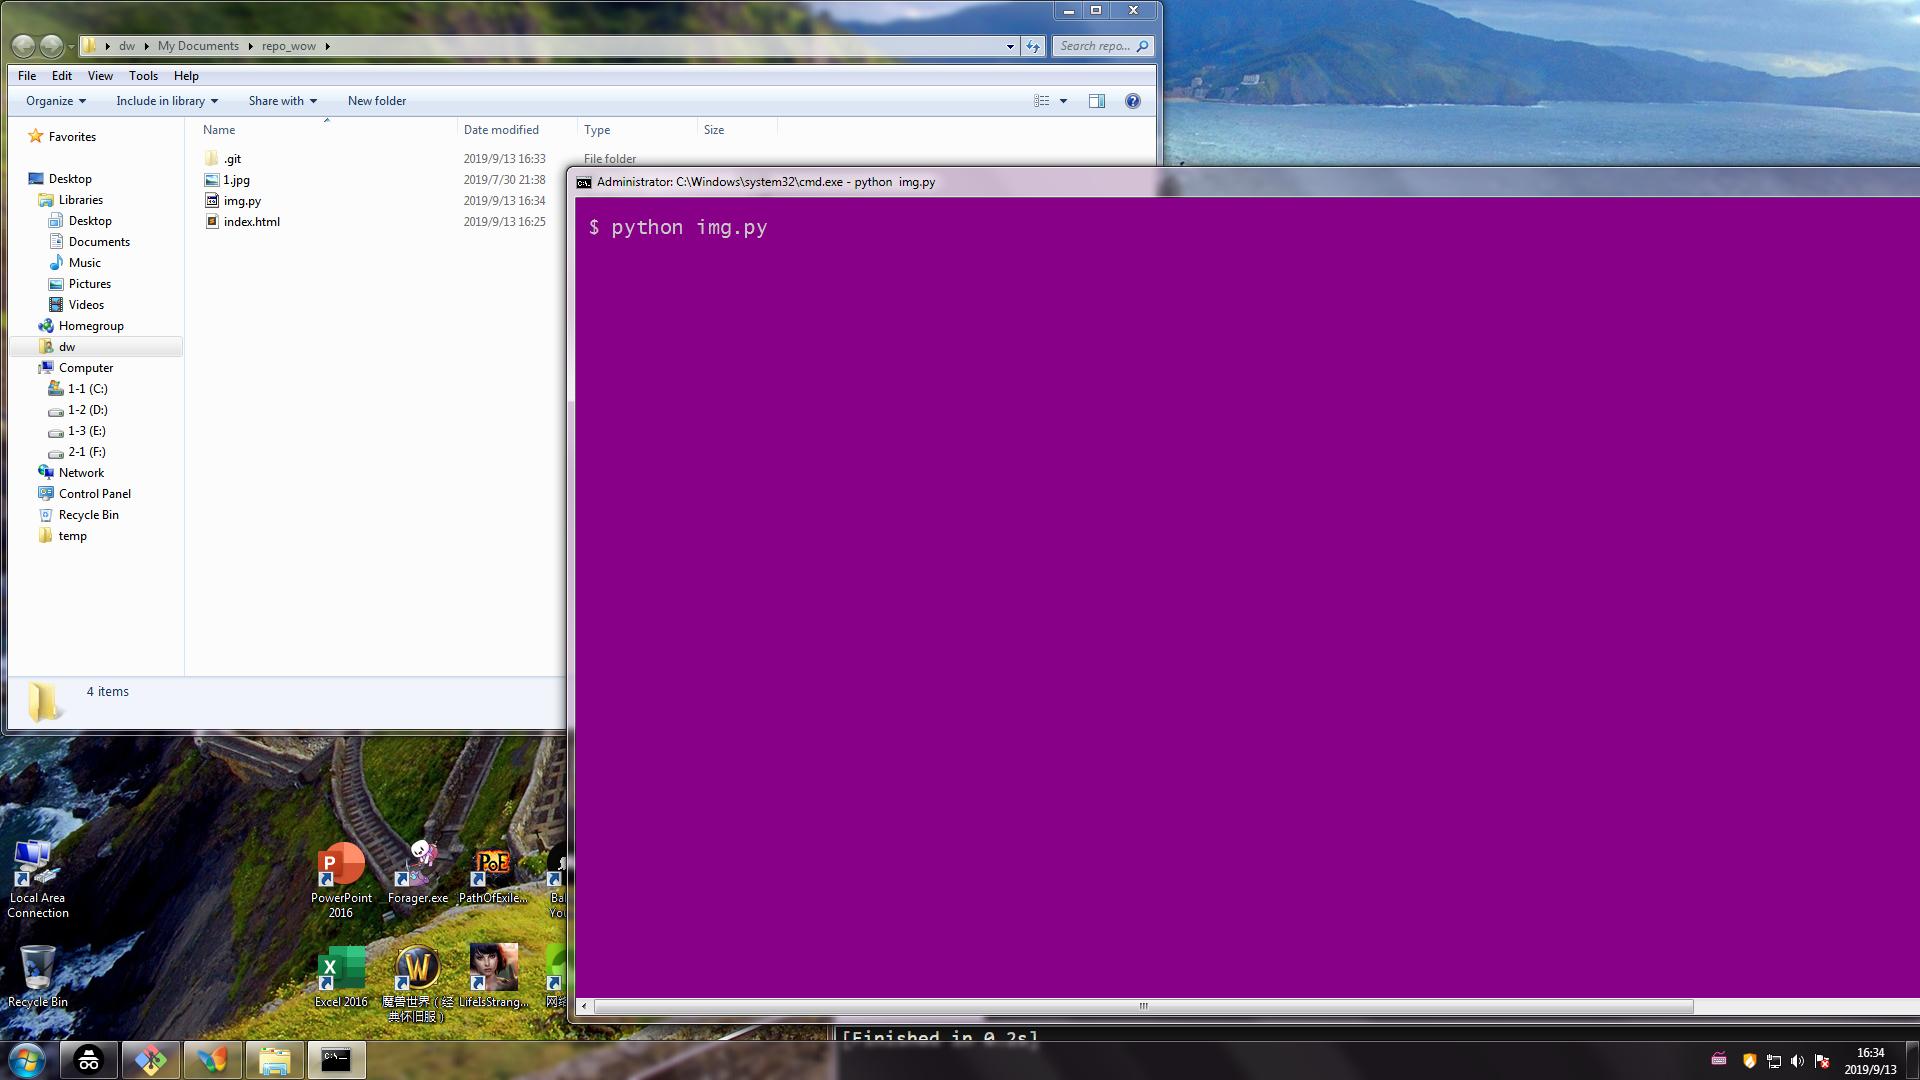 dw
My Documents
repo_wow
Search repo...
File Edit View Tools Help
Organize Include in library Share with New folder
Name Date modified Type Size
.git 2019/9/13 16:33 File folder
1.jpg 2019/7/30 21:38
img.py 2019/9/13 16:34
index.html 2019/9/13 16:25
Favorites
Desktop
Libraries
Desktop
Documents
Music
Pictures
Videos
Homegroup
dw
Computer
1-1 (C:)
1-2 (D:)
1-3 (E:)
2-1 (F:)
Network
Control Panel
Recycle Bin
temp
4 items
Administrator: C:\Windows\system32\cmd.exe - python  img.py
$ python img.py
Local Area
Connection
PowerPoint
2016
Forager.exe
PathOfExile...
Recycle Bin
Excel 2016
魔兽世界（经
典怀旧服）
LifeIsStrang...
[Finished in 0.2s]
16:34
2019/9/13